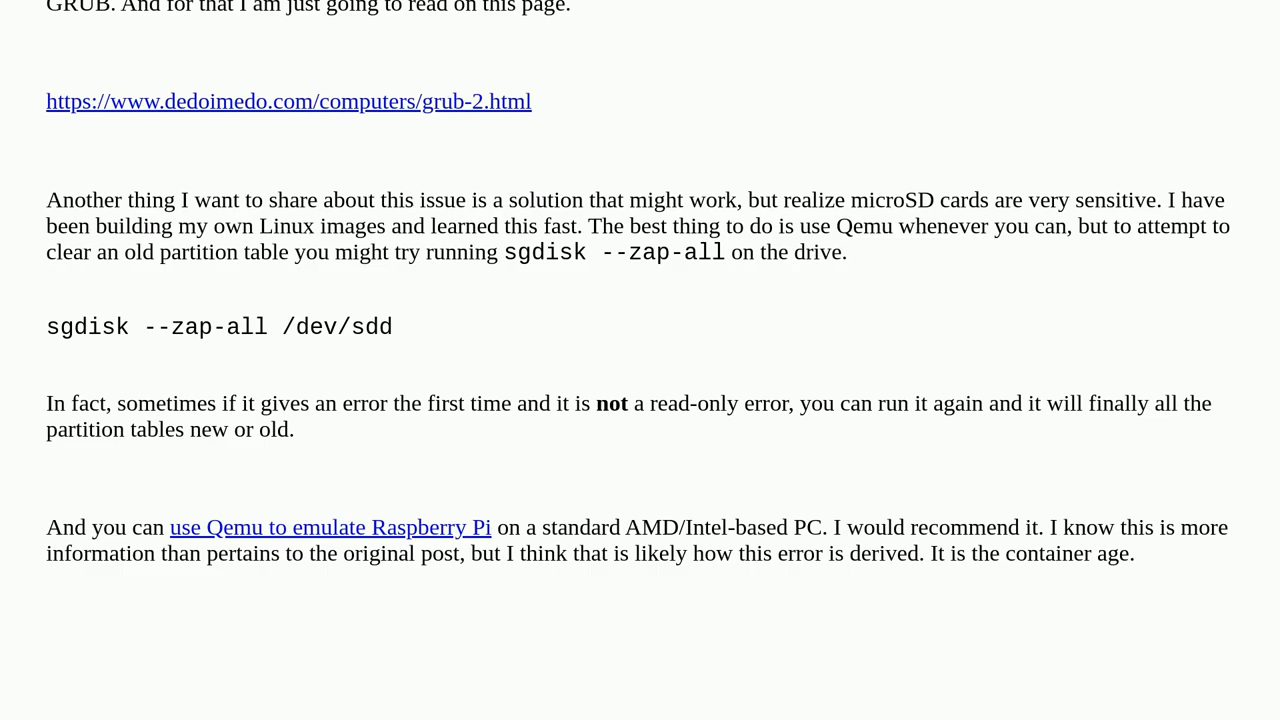 GRUB. And for that I am just going to read on this page.
https://www.dedoimedo.com/computers/grub-2.html
Another thing I want to share about this issue is a solution that might work, but realize microSD cards are very sensitive. I have
been building my own Linux images and learned this fast. The best thing to do is use Qemu whenever you can, but to attempt to
clear an old partition table you might try running sgdisk --zap-all on the drive.
sgdisk --zap-all /dev/sdd
In fact, sometimes if it gives an error the first time and it is not a read-only error, you can run it again and it will finally all the
partition tables new or old.
And you can use Qemu to emulate Raspberry Pi on a standard AMD/Intel-based PC. I would recommend it. I know this is more
information than pertains to the original post, but I think that is likely how this error is derived. It is the container age.